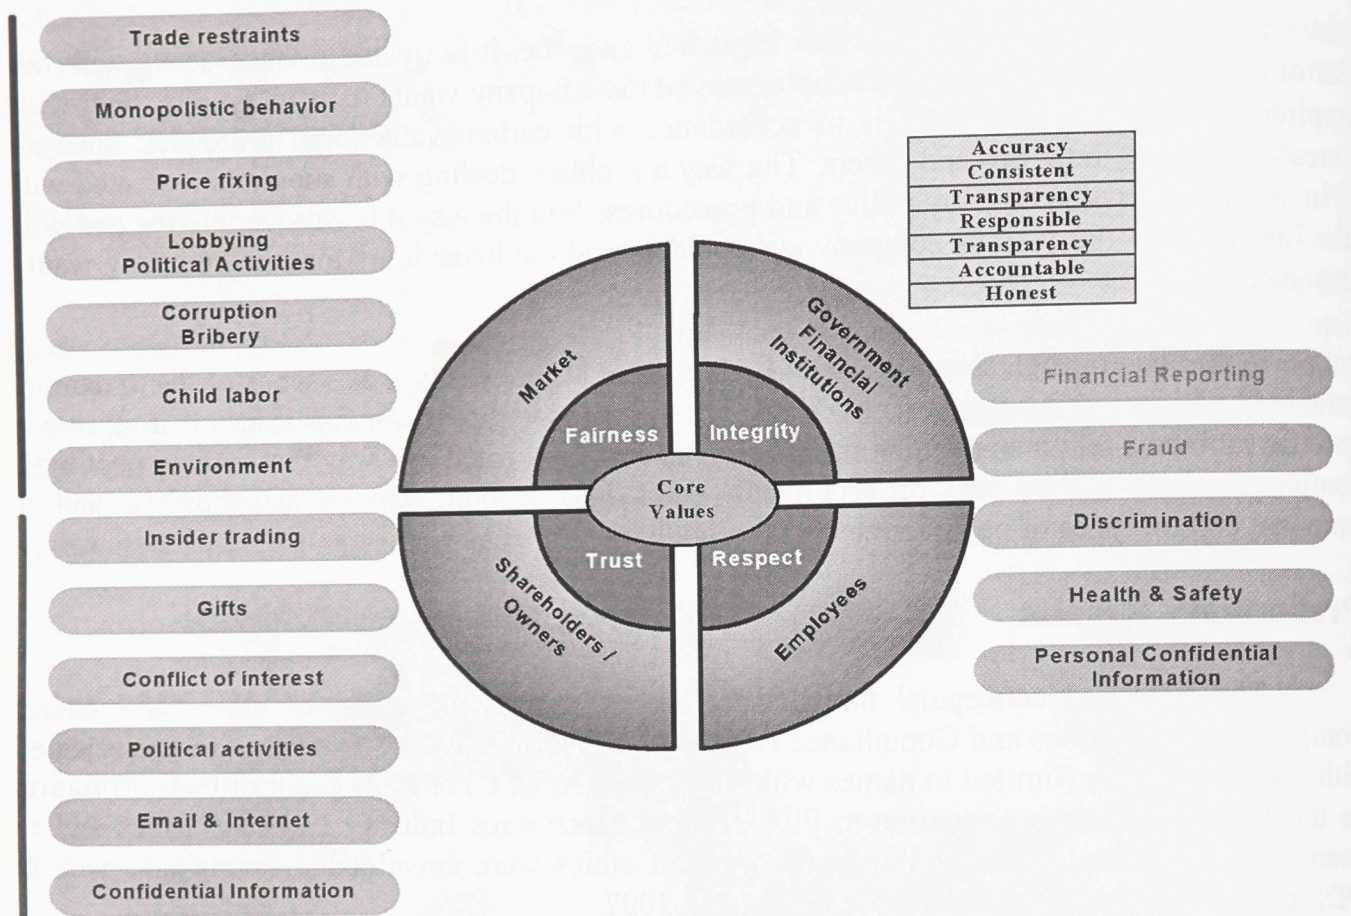 Trade restraints
Monopolistic behavior
Price fixing
Lobbying
Political Activities
Corruption
Bribery
Child labor
Environment
Insider trading
Gifts
Conflict of interest
Political activities
Email & Internet
Confidential Information
Market
Fairness
Government
Financial
Institutions
Integrity
Core
Values
Trust
Shareholders /
Owners
Respect
Employees
Accuracy
Consistent
Transparency
Responsible
Transparency
Accountable
Honest
Financial Reporting
Fraud
Discrimination
Health & Safety
Personal Confidential
Information